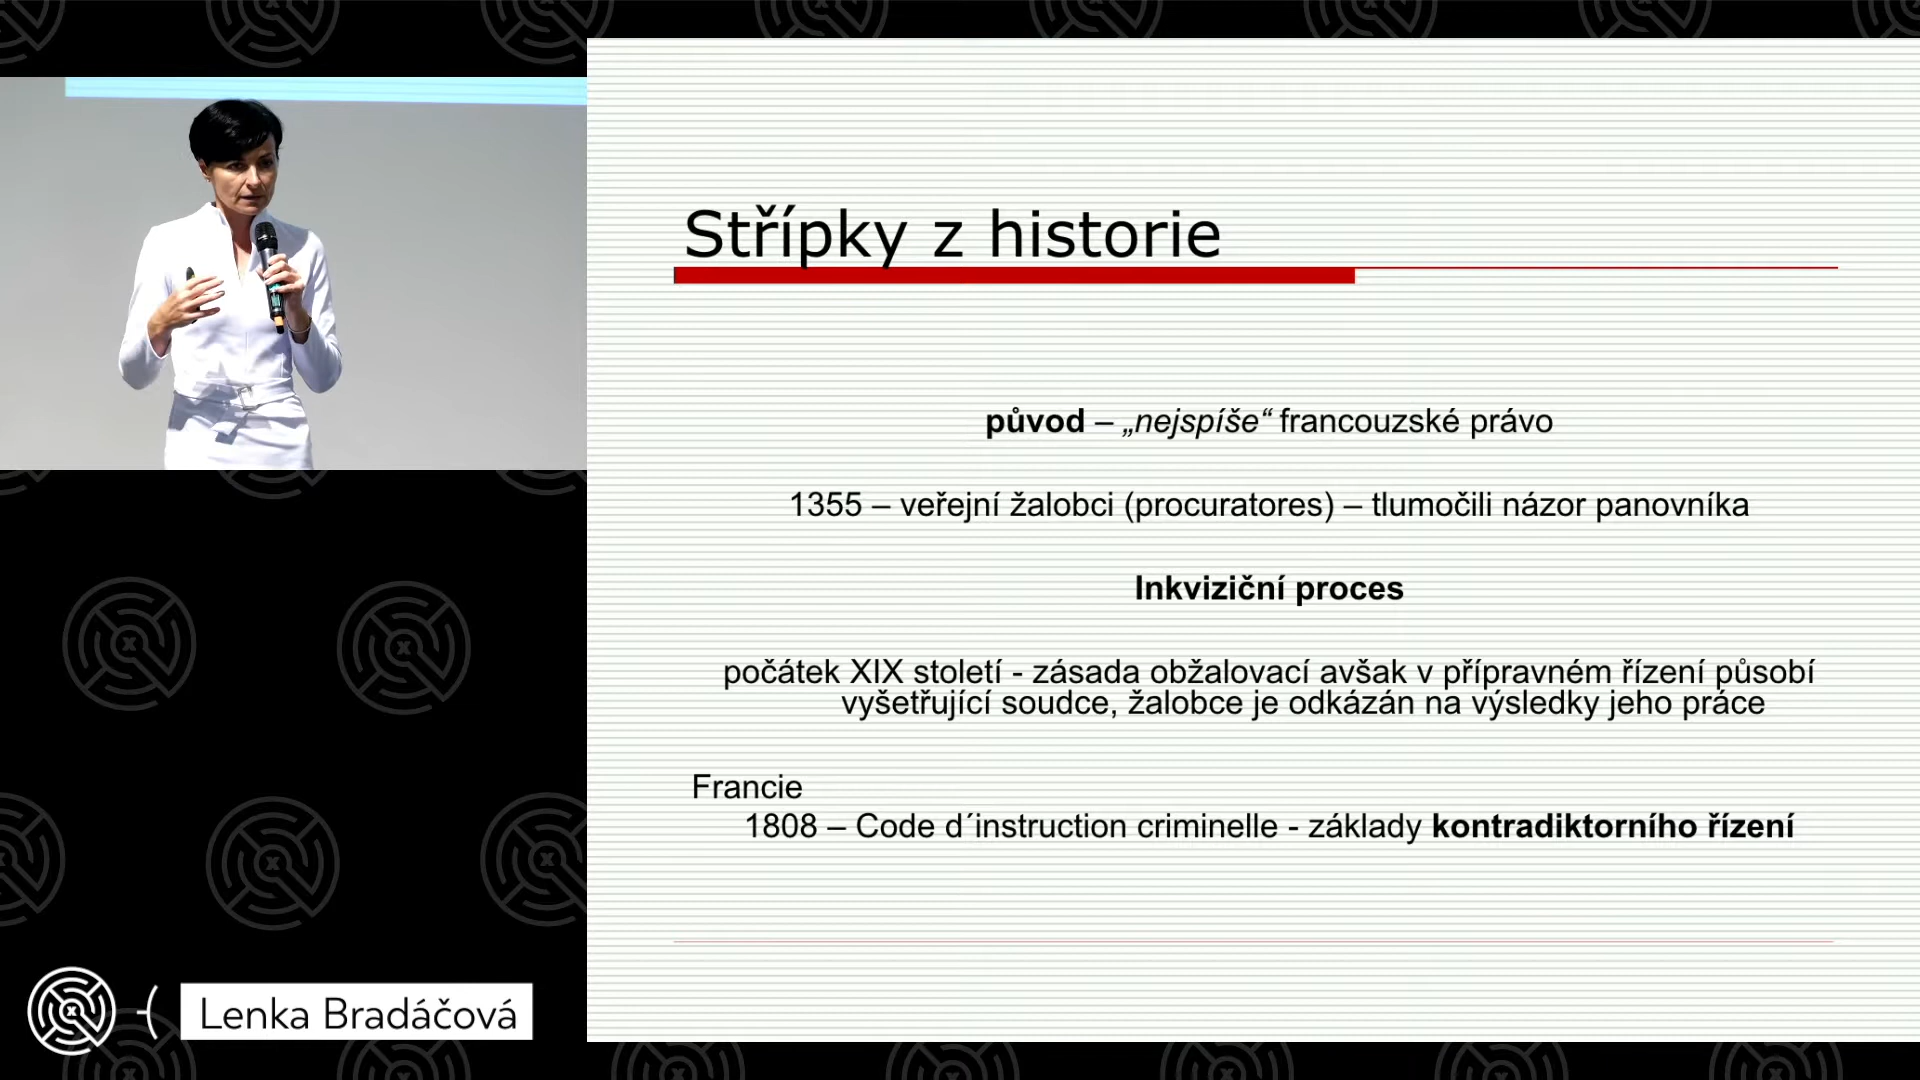 Střípky z historie
původ – „nejspíše“ francouzské právo
1355 – veřejní žalobci (procuratores) – tlumočili názor panovníka
Inkviziční proces
počátek XIX století - zásada obžalovací avšak v přípravném řízení působí
vyšetřující soudce, žalobce je odkázán na výsledky jeho práce
Francie
1808 – Code d´instruction criminelle - základy kontradiktorního řízení
Lenka Bradáčová